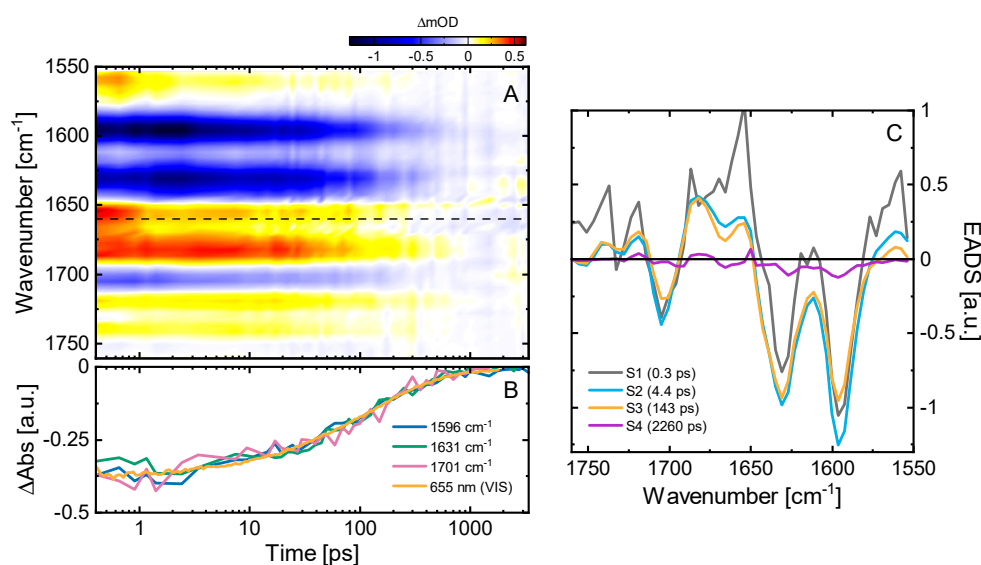 ΔmOD
-1 -0.5 0 0.5
A
1550
1600
1650
1700
1750
Wavenumber [cm-1]
B
0
-0.25
-0.5
ΔAbs [a.u.]
1596 cm-1
1631 cm-1
1701 cm-1
655 nm (VIS)
1 10 100 1000
Time [ps]
C
1
0.5
0
-0.5
-1
EADS [a.u.]
S1 (0.3 ps)
S2 (4.4 ps)
S3 (143 ps)
S4 (2260 ps)
1750 1700 1650 1600 1550
Wavenumber [cm-1]